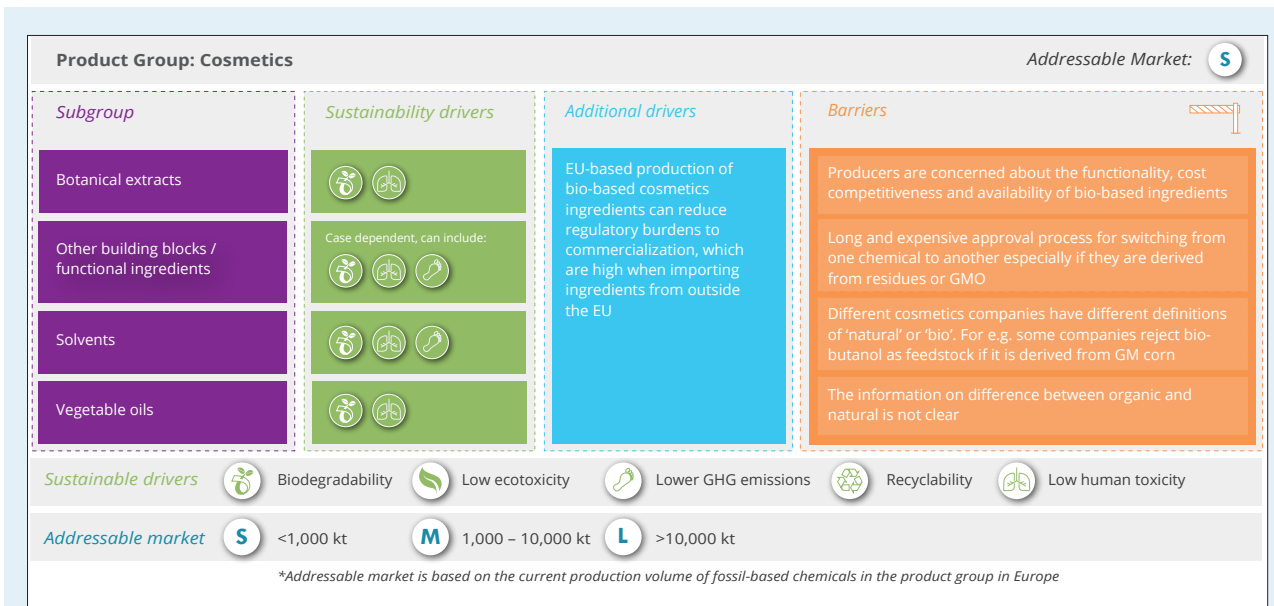 Product Group: Cosmetics
Addressable Market:
S
Subgroup
Sustainability drivers
Additional drivers
Barriers
Botanical extracts
Other building blocks /
functional ingredients
Case dependent, can include:
Solvents
Vegetable oils
EU-based production of
bio-based cosmetics
ingredients can reduce
regulatory burdens to
commercialization, which
are high when importing
ingredients from outside
the EU
Producers are concerned about the functionality, cost
competitiveness and availability of bio-based ingredients
Long and expensive approval process for switching from
one chemical to another especially if they are derived
from residues or GMO
Different cosmetics companies have different definitions
of ‘natural’ or ‘bio’. For e.g. some companies reject bio-
butanol as feedstock if it is derived from GM corn
The information on difference between organic and
natural is not clear
Sustainable drivers
Biodegradability
Low ecotoxicity
Lower GHG emissions
Recyclability
Low human toxicity
Addressable market
S
<1,000 kt
M
1,000 – 10,000 kt
L
>10,000 kt
*Addressable market is based on the current production volume of fossil-based chemicals in the product group in Europe